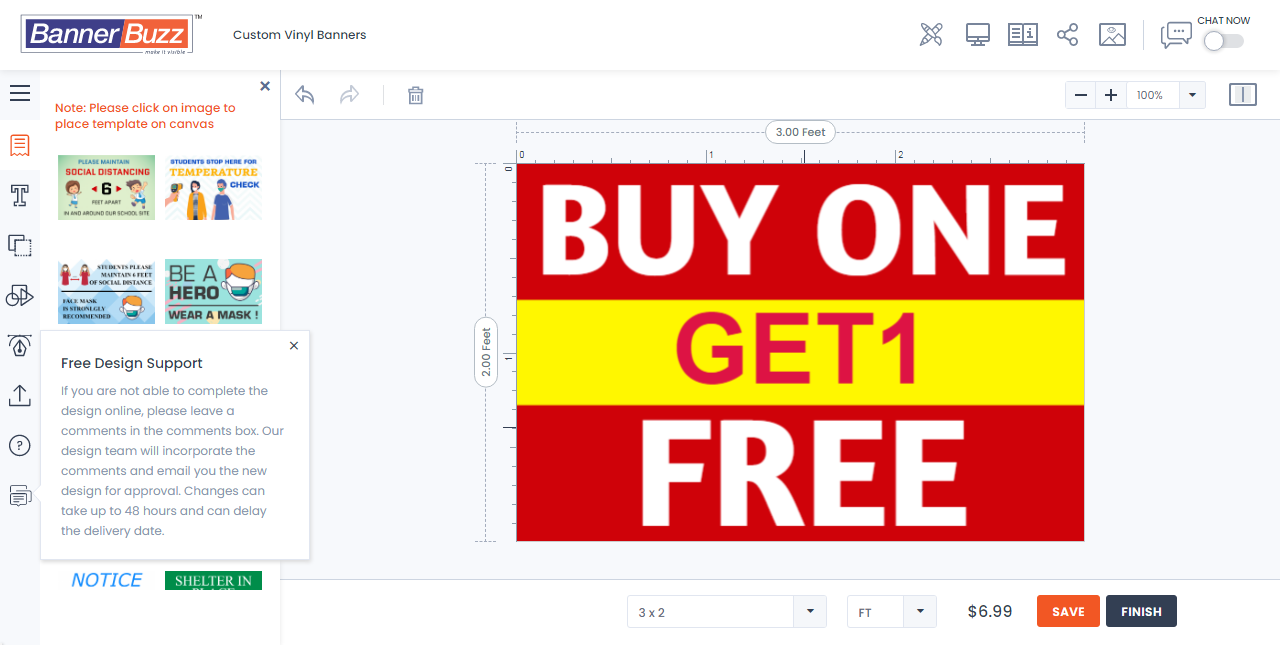 BannerBuzz™
make it visible
Custom Vinyl Banners
CHAT NOW
Note: Please click on image to
place template on canvas
100%
PLEASE MAINTAIN
SOCIAL DISTANCING
6
FEET APART
IN AND AROUND OUR SCHOOL SITE
STUDENTS STOP HERE FOR
TEMPERATURE
CHECK
STUDENTS PLEASE
MAINTAIN 6 FEET
OF SOCIAL DISTANCE
FACE MASK
IS STRONLGLY
RECOMMENDED
BE A
HERO
WEAR A MASK !
Free Design Support
If you are not able to complete the
design online, please leave a
comments in the comments box. Our
design team will incorporate the
comments and email you the new
design for approval. Changes can
take up to 48 hours and can delay
the delivery date.
NOTICE
SHELTER IN
PLACE
3.00 Feet
0 1 2
0
1
2.00 Feet
BUY ONE
GET1
FREE
3 x 2
FT
$6.99
SAVE
FINISH